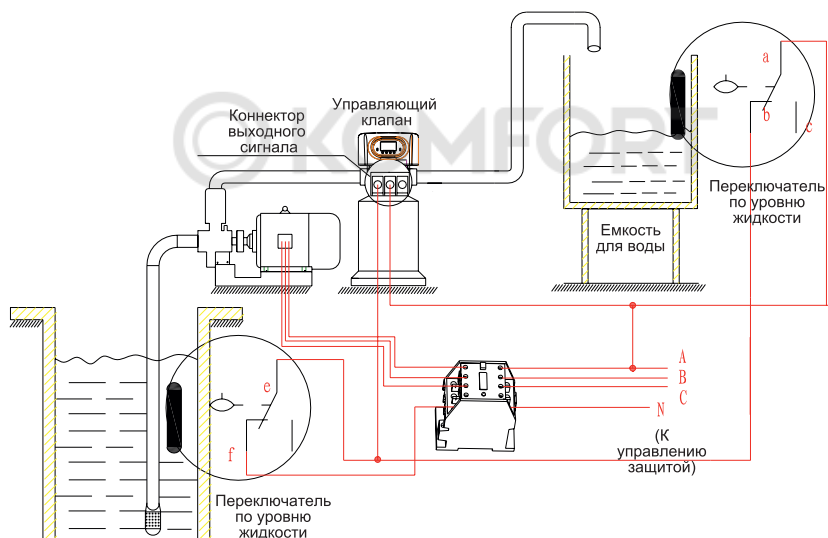 © KOMFORT
Коннектор
выходного
сигнала
Управляющий
клапан
a
b
c
Переключатель
по уровню
жидкости
Емкость
для воды
A
B
C
N
(К
управлению
защитой)
e
f
Переключатель
по уровню
жидкости